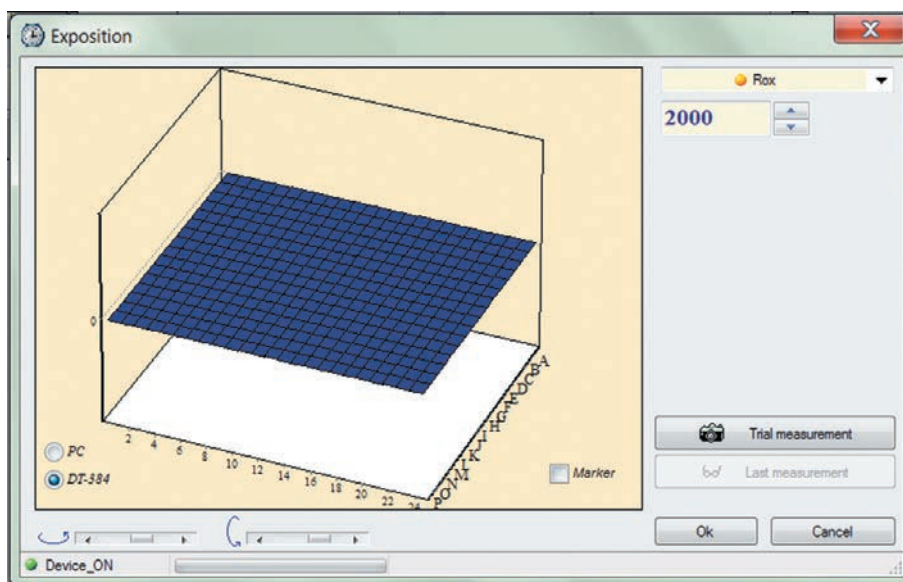 Exposition
X
Rox
2000
0
2 4 6 8 10 12 14 16 18 20 22 24
P O N M L K J I H G F E D C B A
PC
DT-384
Marker
Trial measurement
Last measurement
Ok
Cancel
Device_ON